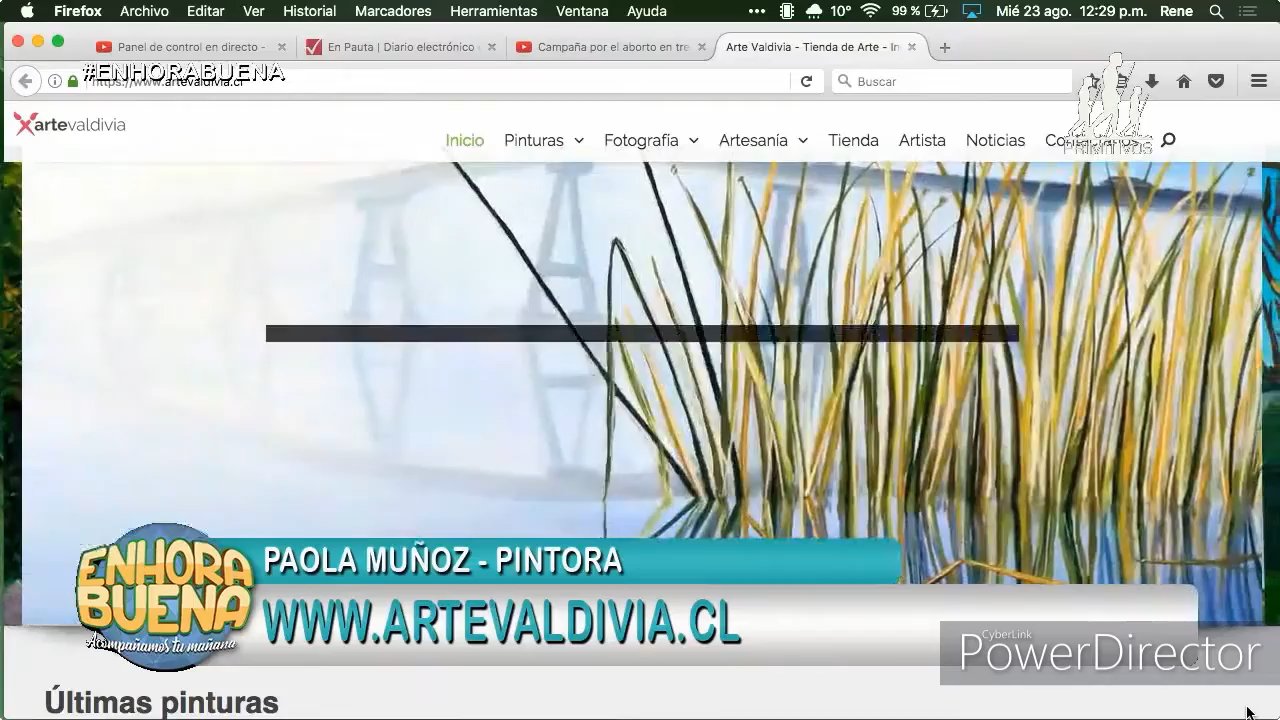 Firefox Archivo Editar Ver Historial Marcadores Herramientas Ventana Ayuda 10° 99 % Mié 23 ago. 12:29 p.m. Rene
Panel de control en directo - En Pauta | Diario electrónico Campaña por el aborto en tre Arte Valdivia - Tienda de Arte - In
#ENHORABUENA
https://www.artevaldivia.cl
Buscar
artevaldivia
Inicio Pinturas Fotografía Artesanía Tienda Artista Noticias
PRIMITIVOS
ENHORA
BUENA
Acompañamos tu mañana
PAOLA MUÑOZ - PINTORA
WWW.ARTEVALDIVIA.CL
CyberLink
PowerDirector
Últimas pinturas